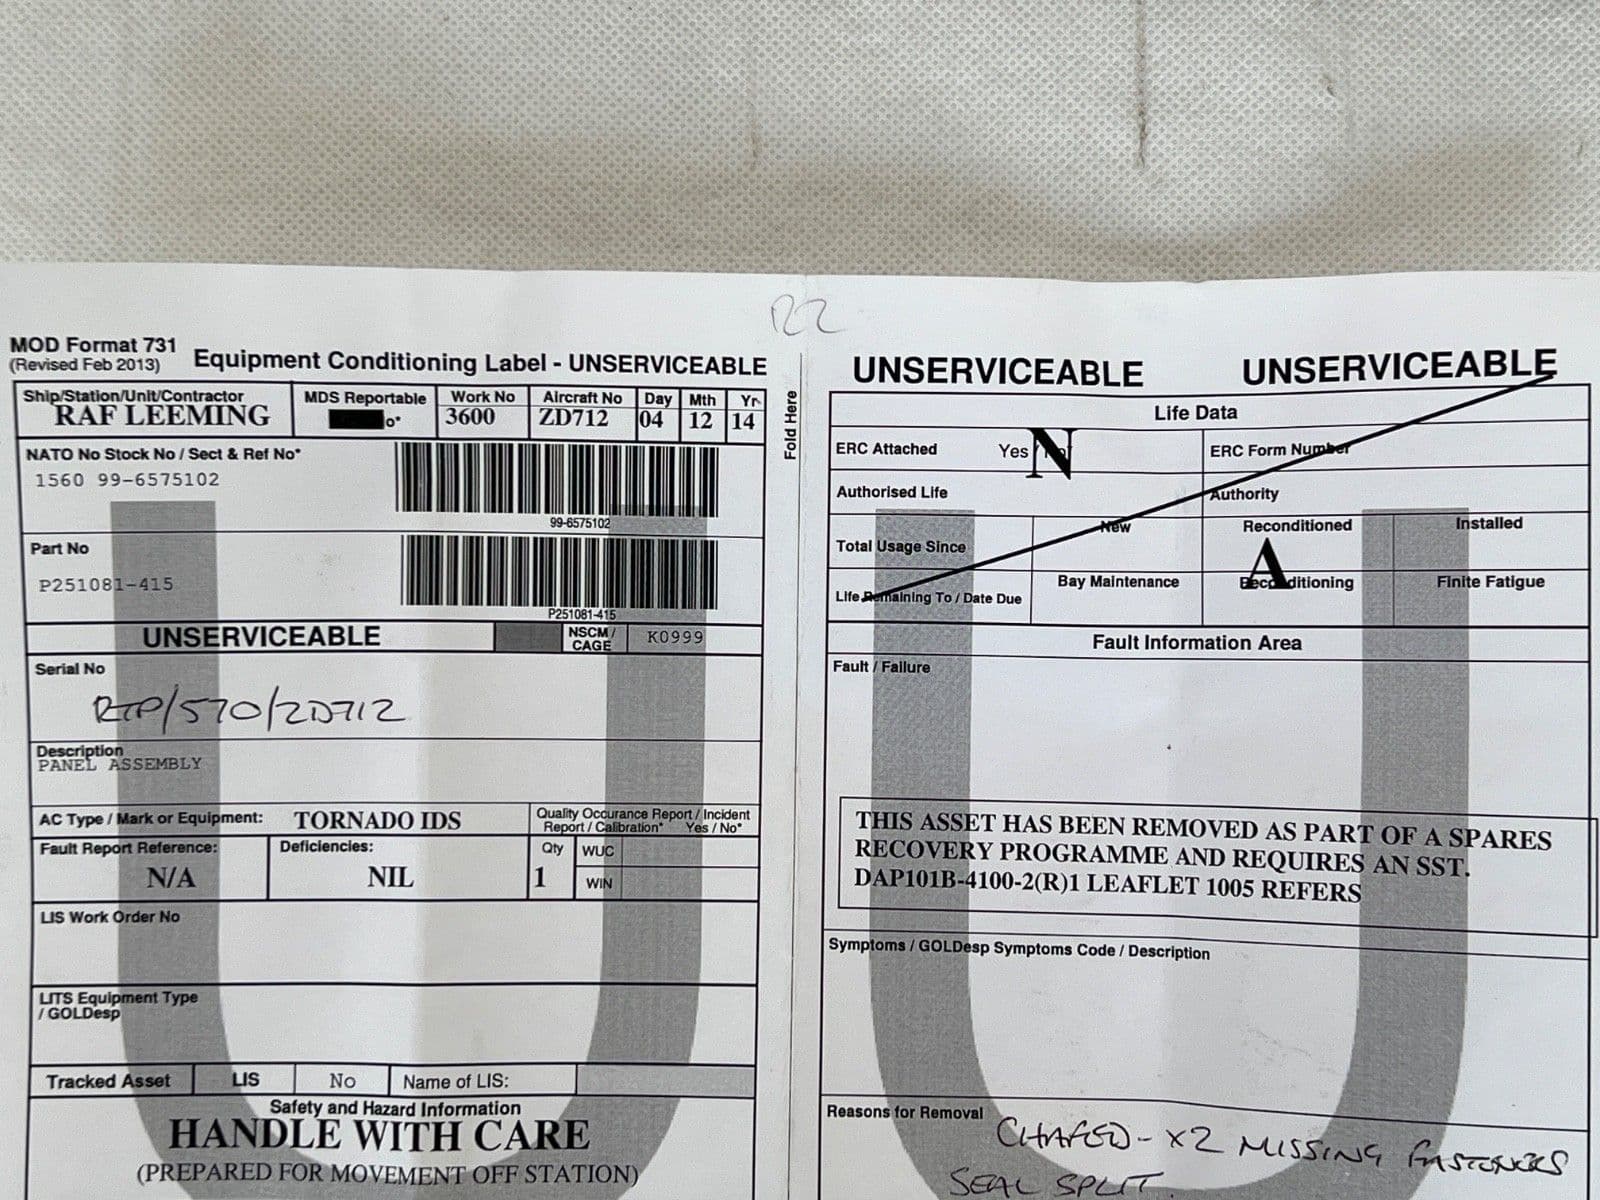 R2
MOD Format 731
(Revised Feb 2013)
Equipment Conditioning Label - UNSERVICEABLE
Ship/Station/Unit/Contractor
RAF LEEMING
MDS Reportable
o*
Work No
3600
Aircraft No
ZD712
Day
04
Mth
12
Yr
14
NATO No Stock No / Sect & Ref No*
1560 99-6575102
99-6575102
Part No
P251081-415
P251081-415
UNSERVICEABLE
NSCM /
CAGE
K0999
Serial No
RTP/570/ZD712
Description
PANEL ASSEMBLY
AC Type / Mark or Equipment:
TORNADO IDS
Quality Occurance Report / Incident
Report / Calibration* Yes / No*
Fault Report Reference:
N/A
Deficiencies:
NIL
Qty
1
WUC
WIN
LIS Work Order No
LITS Equipment Type
/ GOLDesp
Tracked Asset
LIS
No
Name of LIS:
Safety and Hazard Information
HANDLE WITH CARE
(PREPARED FOR MOVEMENT OFF STATION)
Fold Here
UNSERVICEABLE UNSERVICEABLE
Life Data
ERC Attached
Yes /
N
ERC Form Number
Authorised Life
Authority
Total Usage Since
New
Reconditioned
Installed
A
Life Remaining To / Date Due
Bay Maintenance
Reconditioning
Finite Fatigue
Fault Information Area
Fault / Failure
THIS ASSET HAS BEEN REMOVED AS PART OF A SPARES
RECOVERY PROGRAMME AND REQUIRES AN SST.
DAP101B-4100-2(R)1 LEAFLET 1005 REFERS
Symptoms / GOLDesp Symptoms Code / Description
Reasons for Removal
CHAFED - X2 MISSING FASTENERS
SEAL SPLIT.